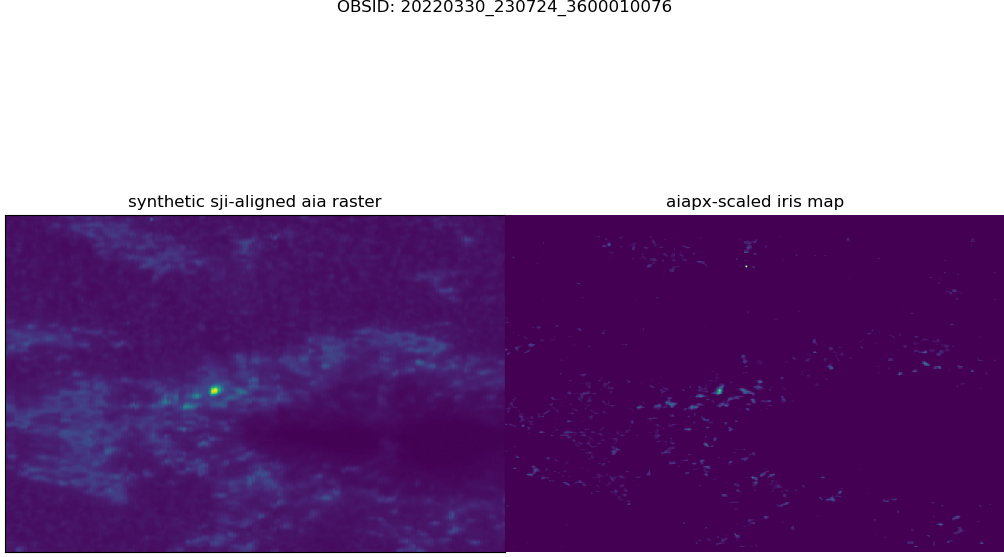 OBSID: 20220330_230724_3600010076
synthetic sji-aligned aia raster
aiapx-scaled iris map